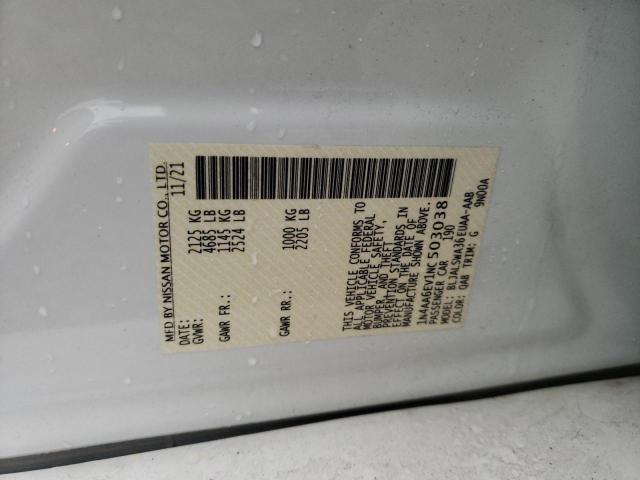 MFD BY NISSAN MOTOR CO., LTD.
DATE: 11/21
GVWR: 2125 KG
4685 LB
GAWR FR.: 1145 KG
2524 LB
GAWR RR.: 1000 KG
2205 LB
THIS VEHICLE CONFORMS TO
ALL APPLICABLE FEDERAL
MOTOR VEHICLE SAFETY,
BUMPER, AND THEFT
PREVENTION STANDARDS IN
EFFECT ON THE DATE OF
MANUFACTURE SHOWN ABOVE.
1N4AA6EV1NC503038
PASSENGER CAR 190
MODEL: BLJALSWA36EUAA-AAB
COLOR: QAB TRIM: G 9N00A